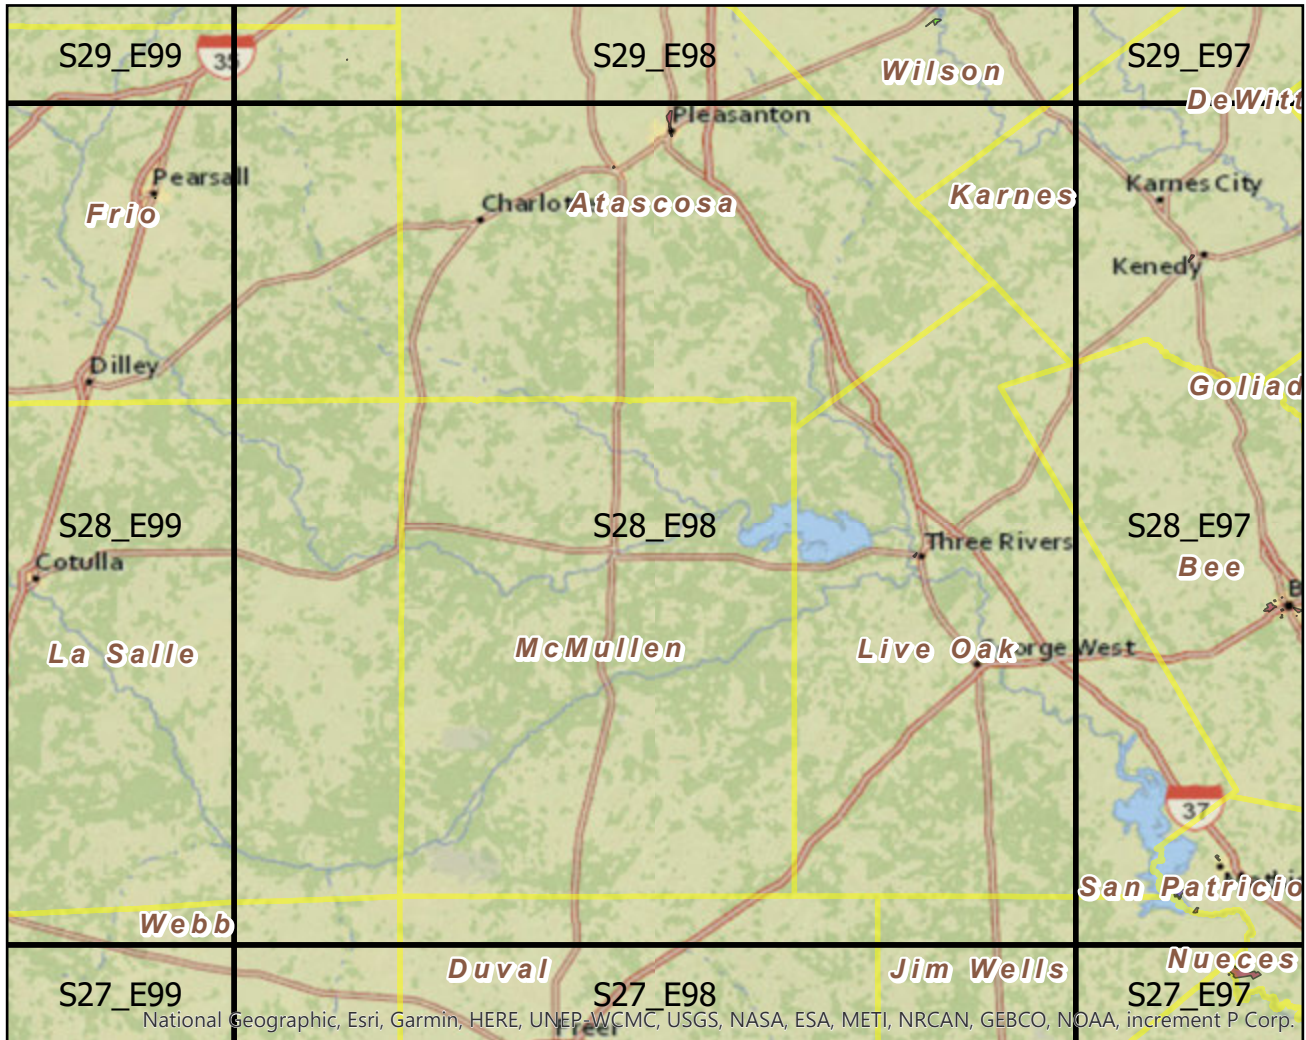 S29_E99
35
S29_E98
Wilson
S29_E97
DeWitt
Pleasanton
Pearsall
Frio
Atascosa
Karnes
Karnes City
Kenedy
Dilley
Goliad
S28_E99
S28_E98
S28_E97
Three Rivers
Cotulla
Bee
La Salle
McMullen
Live Oak
West
37
San Patricio
Webb
Duval
Jim Wells
Nueces
S27_E99
S27_E98
S27_E97
National Geographic, Esri, Garmin, HERE, UNEP-WCMC, USGS, NASA, ESA, METI, NRCAN, GEBCO, NOAA, increment P Corp.